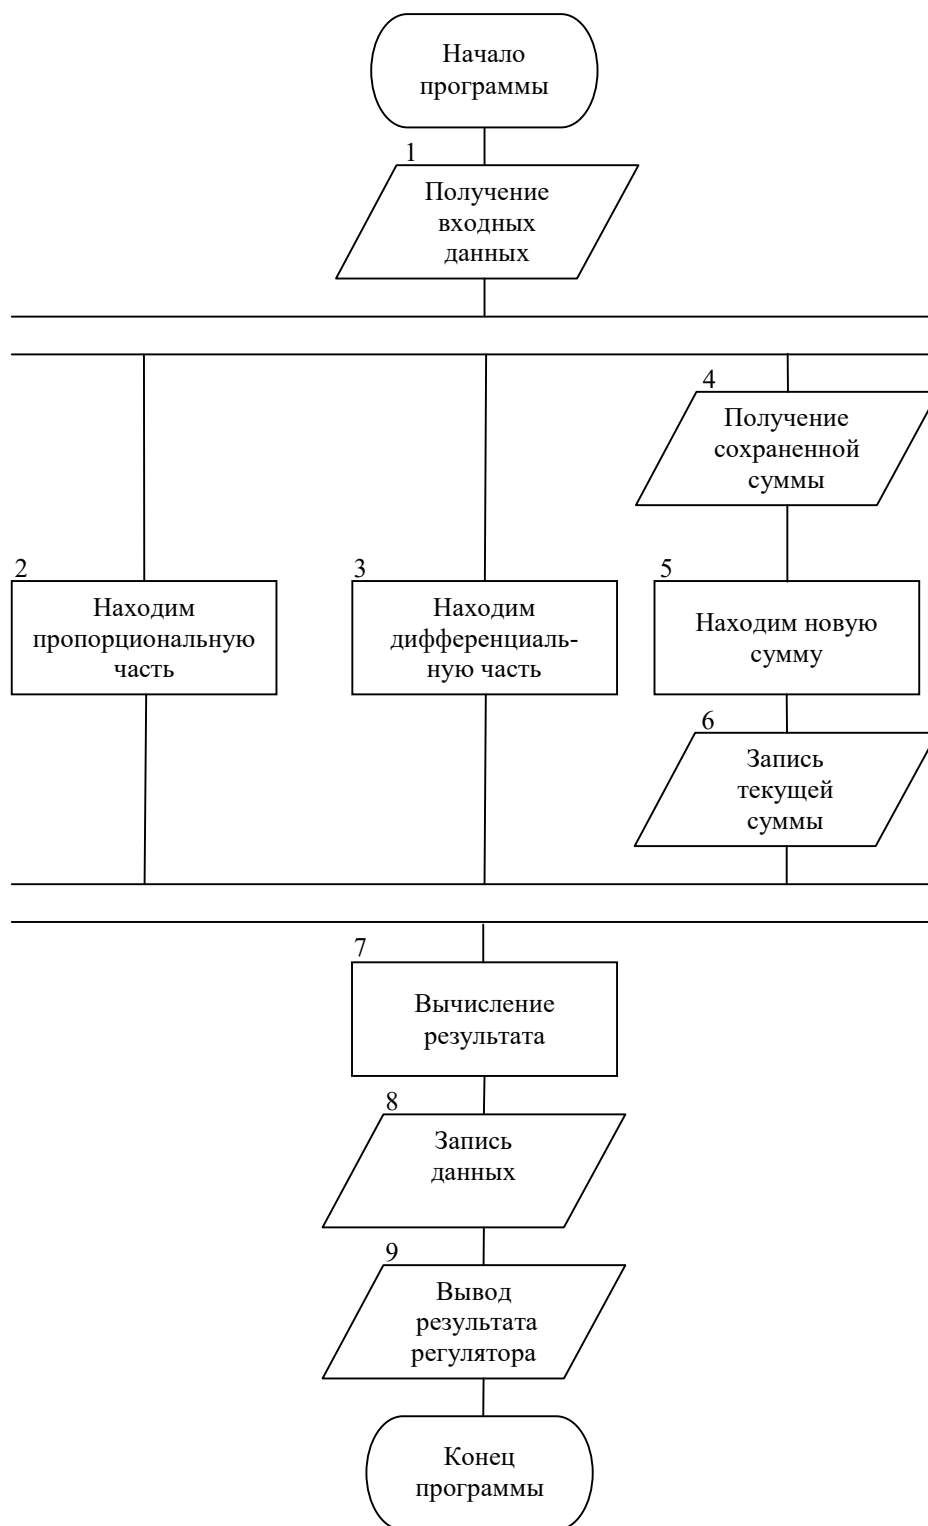 Начало
программы
1
Получение
входных
данных
4
Получение
сохраненной
суммы
2
Находим
пропорциональную
часть
3
Находим
дифференциаль-
ную часть
5
Находим новую
сумму
6
Запись
текущей
суммы
7
Вычисление
результата
8
Запись
данных
9
Вывод
результата
регулятора
Конец
программы